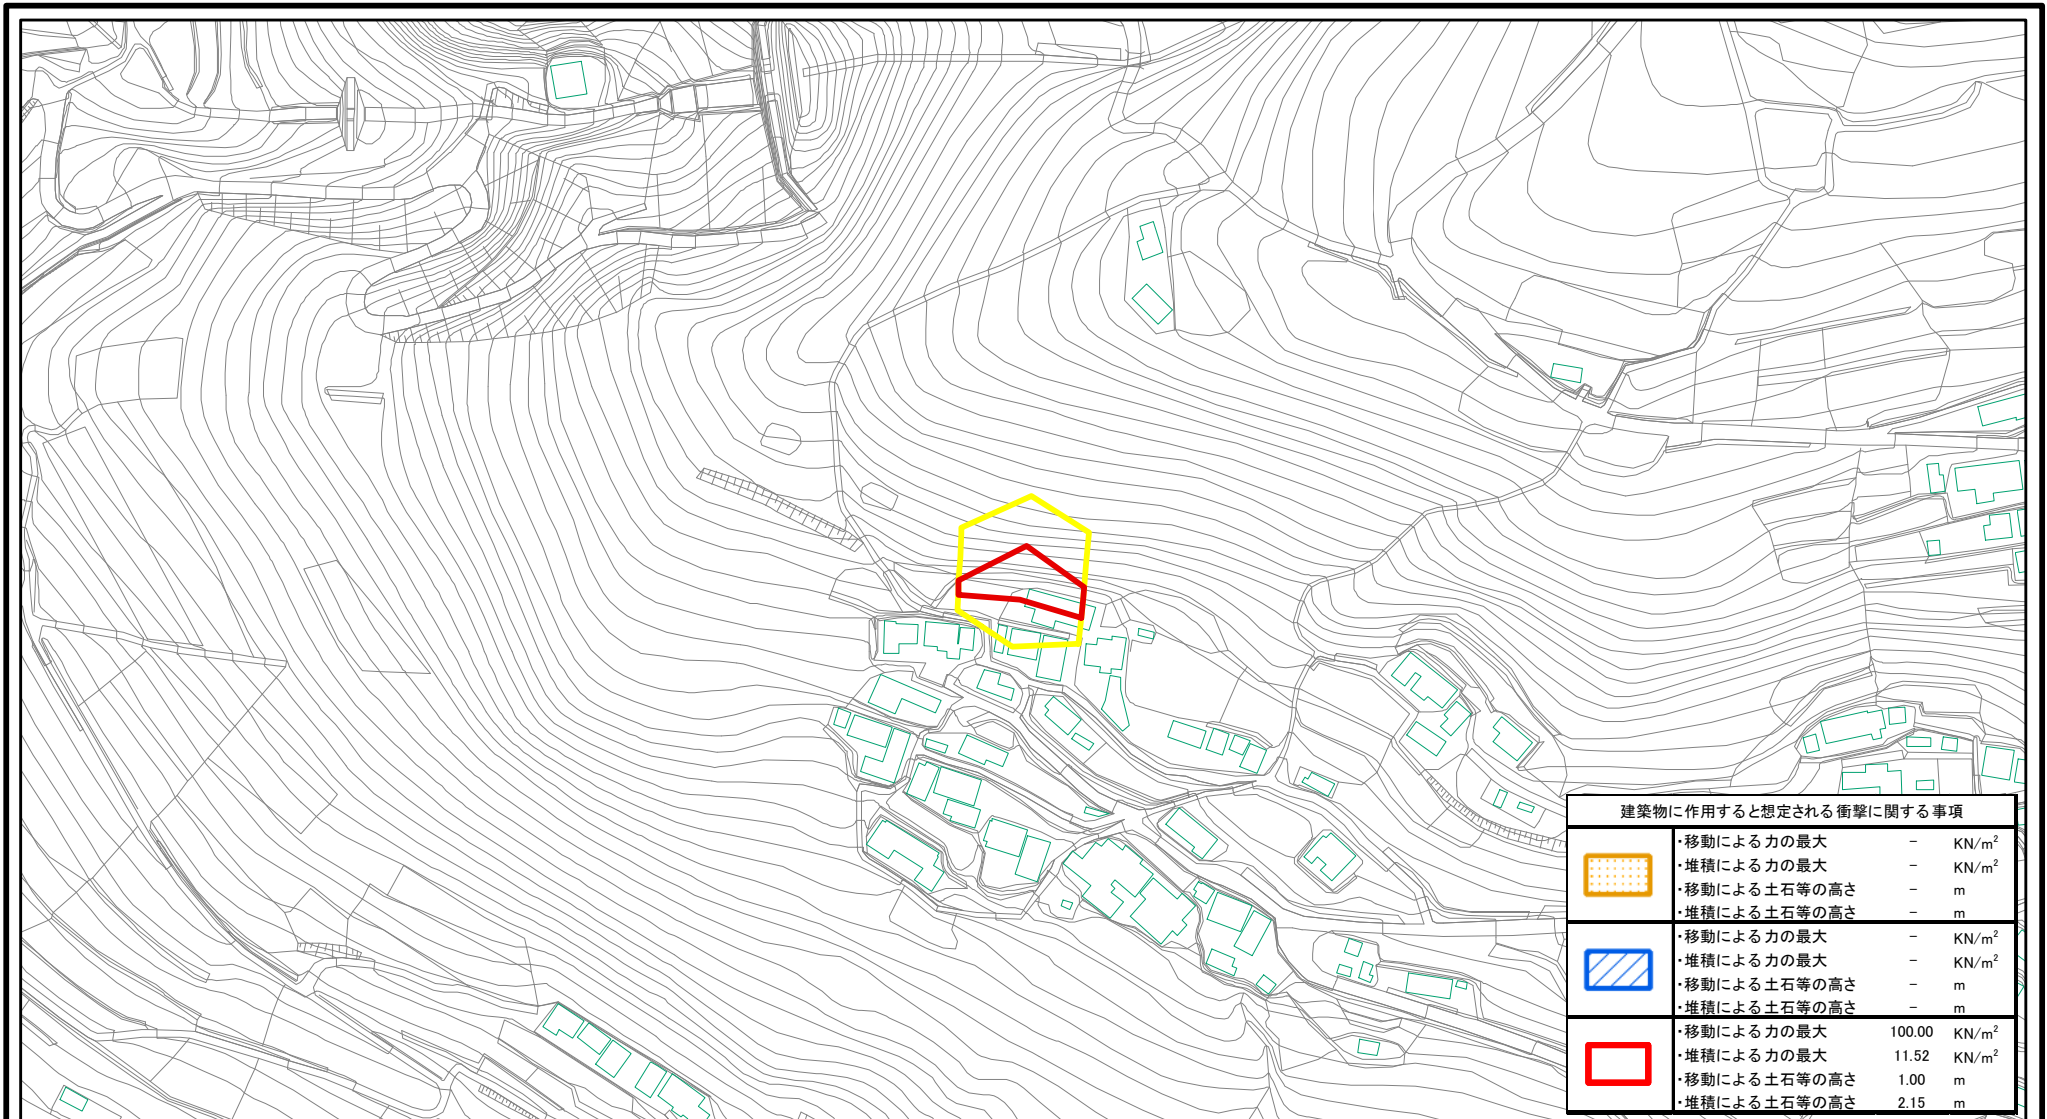 建築物に作用すると想定される衝撃に関する事項
・移動による力の最大 － KN/m²
・堆積による力の最大 － KN/m²
・移動による土石等の高さ － m
・堆積による土石等の高さ － m
・移動による力の最大 － KN/m²
・堆積による力の最大 － KN/m²
・移動による土石等の高さ － m
・堆積による土石等の高さ － m
・移動による力の最大 100.00 KN/m²
・堆積による力の最大 11.52 KN/m²
・移動による土石等の高さ 1.00 m
・堆積による土石等の高さ 2.15 m